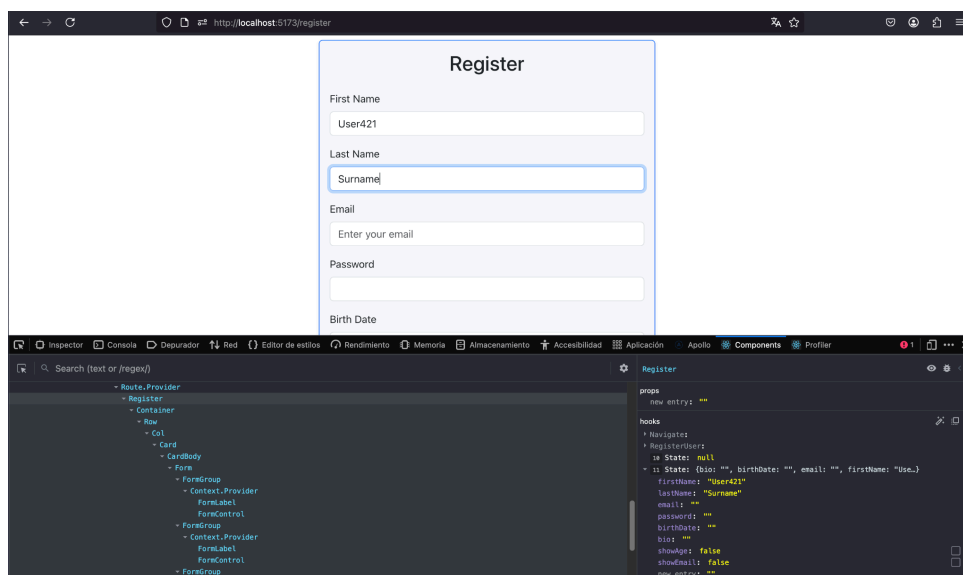 http://localhost:5173/register
Register
First Name
User421
Last Name
Surname
Email
Enter your email
Password
Birth Date
Inspector Consola Depurador Red Editor de estilos Rendimiento Memoria Almacenamiento Accesibilidad Aplicación Apollo Components Profiler 1
Search (text or /regex/)
Route.Provider
Register
Container
Row
Col
Card
CardBody
Form
FormGroup
Context.Provider
FormLabel
FormControl
FormGroup
Context.Provider
FormLabel
FormControl
FormGroup
Register
props
new entry: ""
hooks
Navigate:
RegisterUser:
10 State: null
11 State: {bio: "", birthDate: "", email: "", firstName: "Use…}
firstName: "User421"
lastName: "Surname"
email: ""
password: ""
birthDate: ""
bio: ""
showAge: false
showEmail: false
new entry: ""